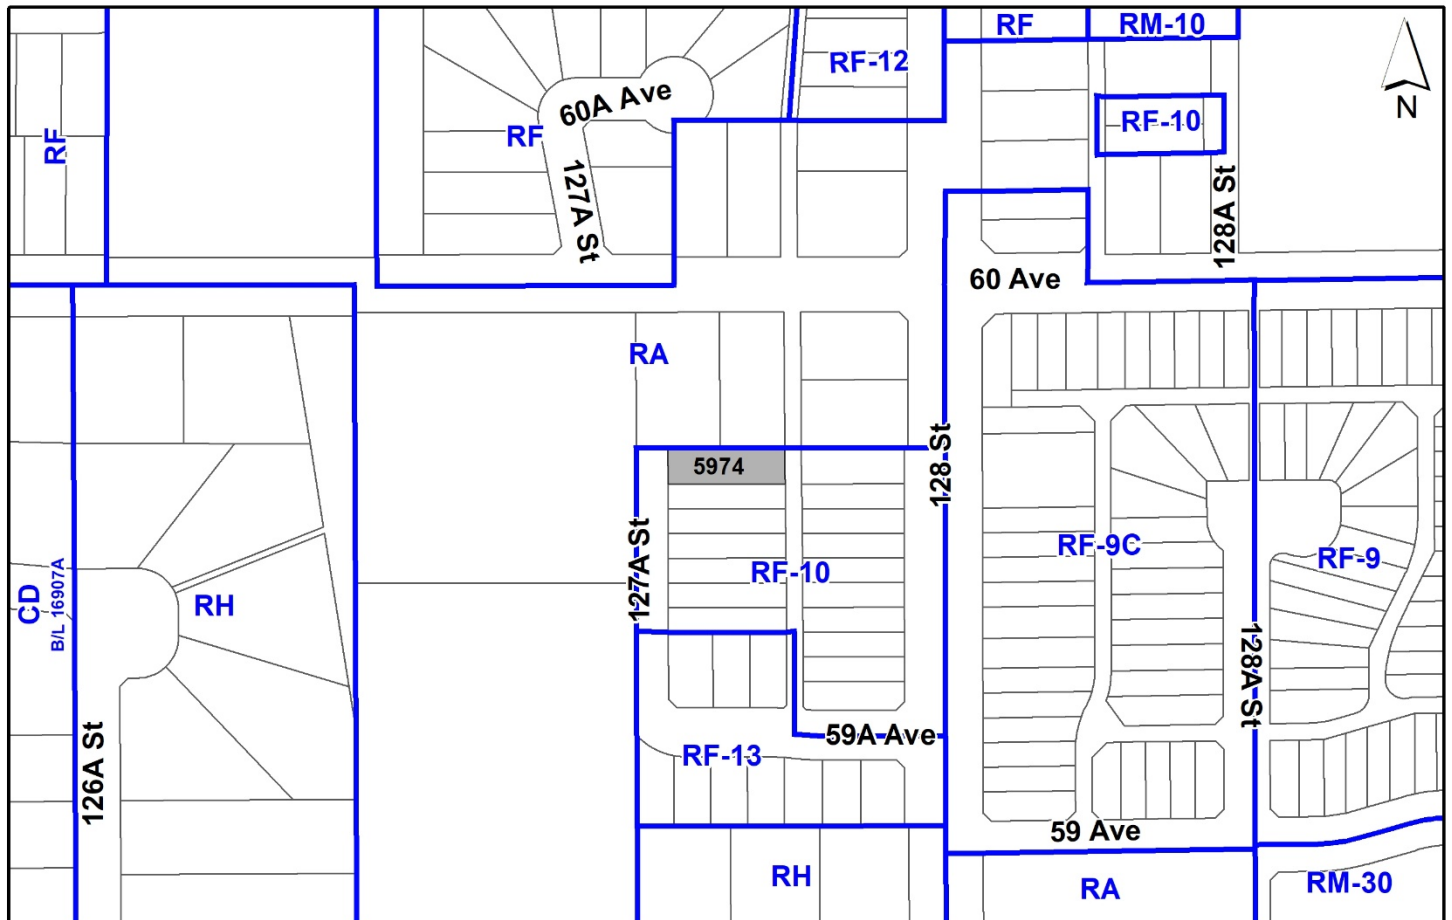 RF
RM-10
RF-12
60A Ave
RF-10
RF
RF
127A St
128A St
N
60 Ave
RA
128 St
5974
127A St
RF-10
RF-9C
RF-9
CD
B/L 16907A
RH
128A St
126A St
59A Ave
RF-13
59 Ave
RH
RA
RM-30